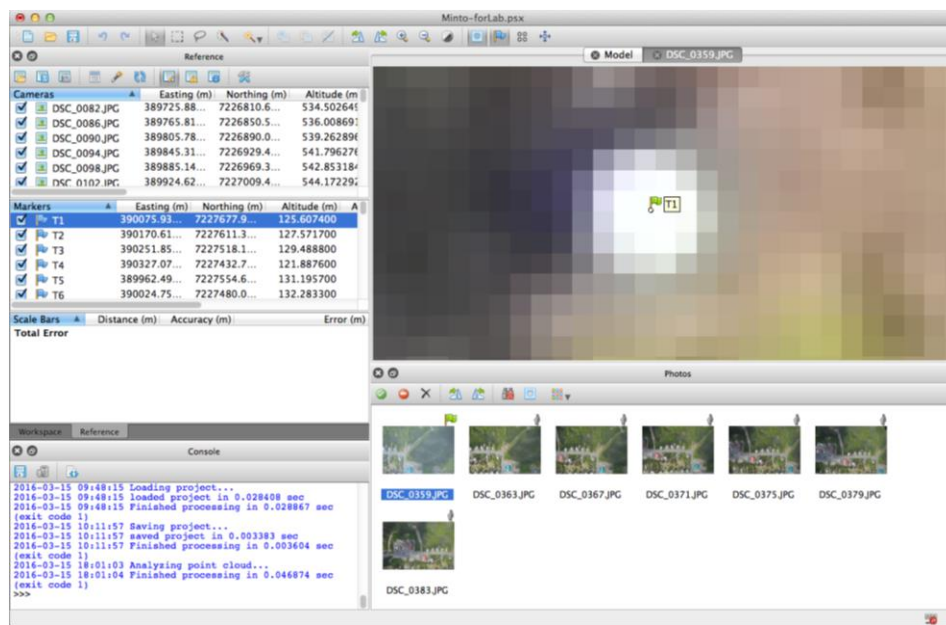 Minto-forLab.psx
Reference
Model DSC_0359.JPG
Cameras Easting (m) Northing (m) Altitude (m
DSC_0082.JPG 389725.88... 7226810.6... 534.502649
DSC_0086.JPG 389765.81... 7226850.5... 536.008691
DSC_0090.JPG 389805.78... 7226890.0... 539.262896
DSC_0094.JPG 389845.31... 7226929.4... 541.796276
DSC_0098.JPG 389885.14... 7226969.3... 542.853184
DSC_0102.JPG 389924.62... 7227009.4... 544.172292
Markers Easting (m) Northing (m) Altitude (m) A
T1 390075.93... 7227677.9... 125.607400
T2 390170.61... 7227611.3... 127.571700
T3 390251.85... 7227518.1... 129.488800
T4 390327.07... 7227432.7... 121.887600
T5 389962.49... 7227554.6... 131.195700
T6 390024.75... 7227480.0... 132.283300
T1
Scale Bars Distance (m) Accuracy (m) Error (m)
Total Error
Workspace Reference
Console
2016-03-15 09:48:15 Loading project...
2016-03-15 09:48:15 loaded project in 0.028408 sec
2016-03-15 09:48:15 Finished processing in 0.028867 sec
(exit code 1)
2016-03-15 10:11:57 Saving project...
2016-03-15 10:11:57 saved project in 0.003383 sec
2016-03-15 10:11:57 Finished processing in 0.003604 sec
(exit code 1)
2016-03-15 18:01:03 Analyzing point cloud...
2016-03-15 18:01:04 Finished processing in 0.046874 sec
(exit code 1)
>>>
Photos
DSC_0359.JPG DSC_0363.JPG DSC_0367.JPG DSC_0371.JPG DSC_0375.JPG DSC_0379.JPG
DSC_0383.JPG